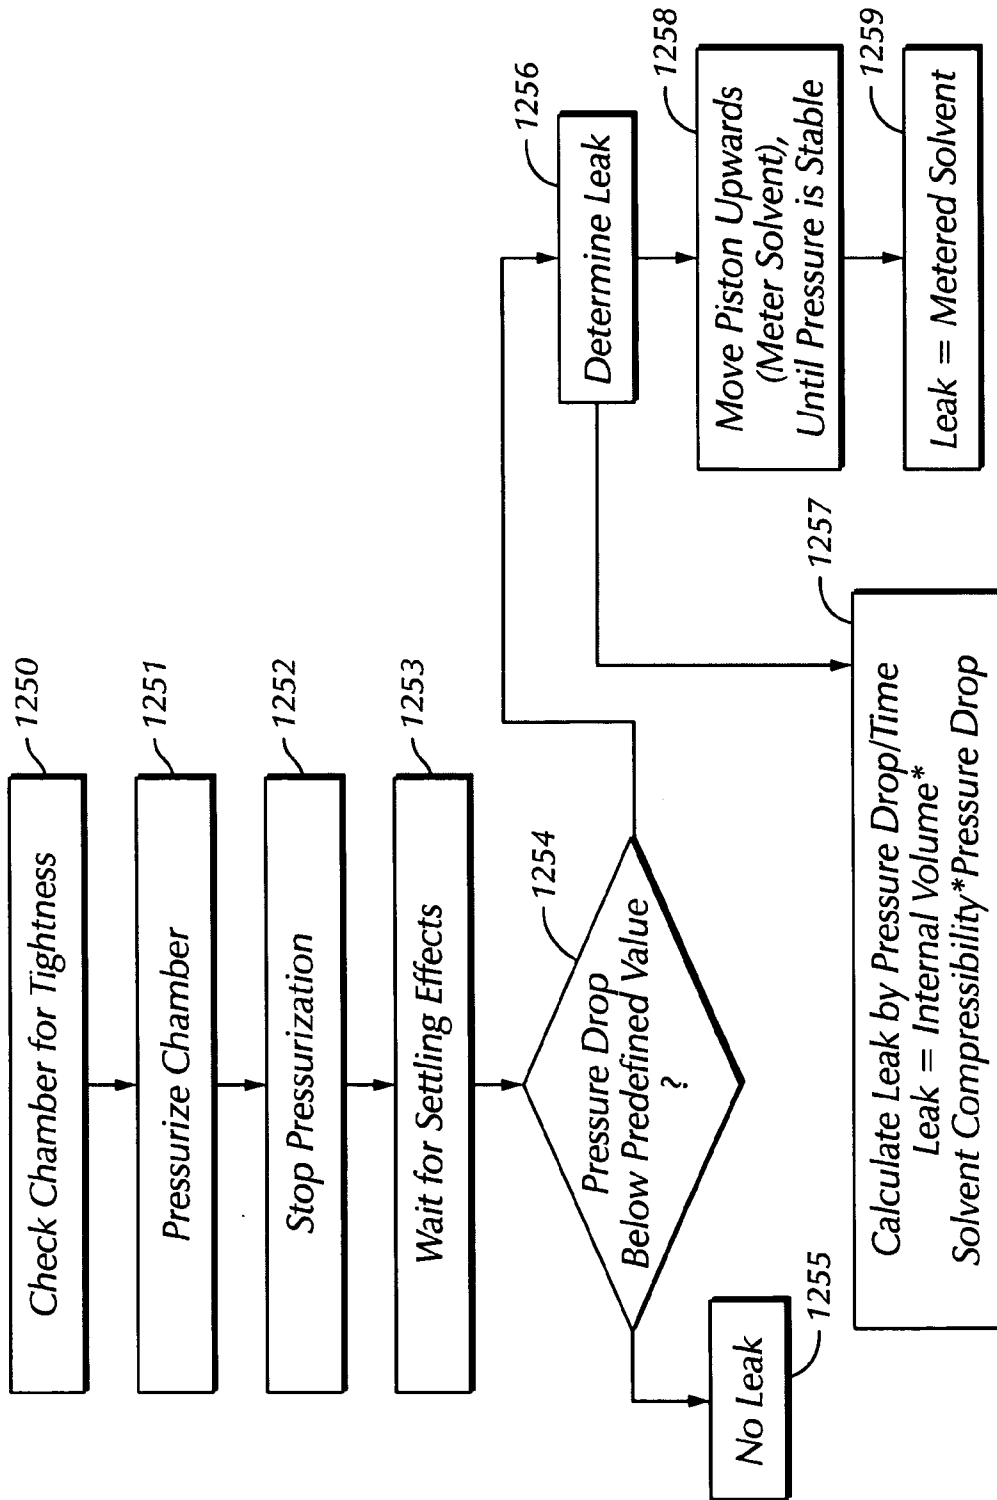 1250
Check Chamber for Tightness
1251
Pressurize Chamber
1252
Stop Pressurization
1253
Wait for Settling Effects
1254
Pressure Drop
Below Predefined Value
?
No Leak
1255
1256
Determine Leak
1257
Calculate Leak by Pressure Drop/Time
Leak = Internal Volume*
Solvent Compressibility*Pressure Drop
1258
Move Piston Upwards
(Meter Solvent),
Until Pressure is Stable
1259
Leak = Metered Solvent